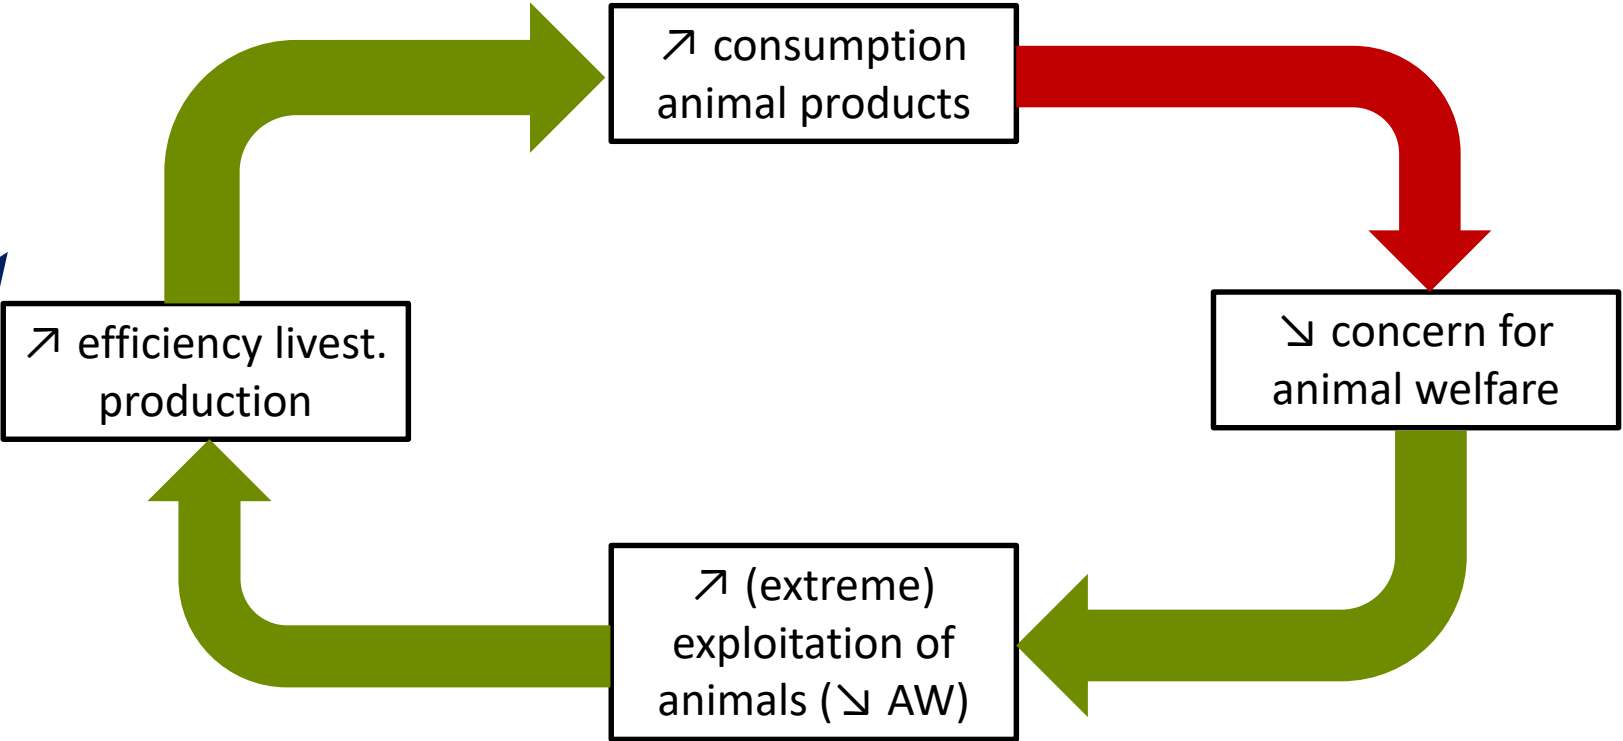 ↗ consumption
animal products
↗ efficiency livest.
production
↘ concern for
animal welfare
↗ (extreme)
exploitation of
animals (↘ AW)